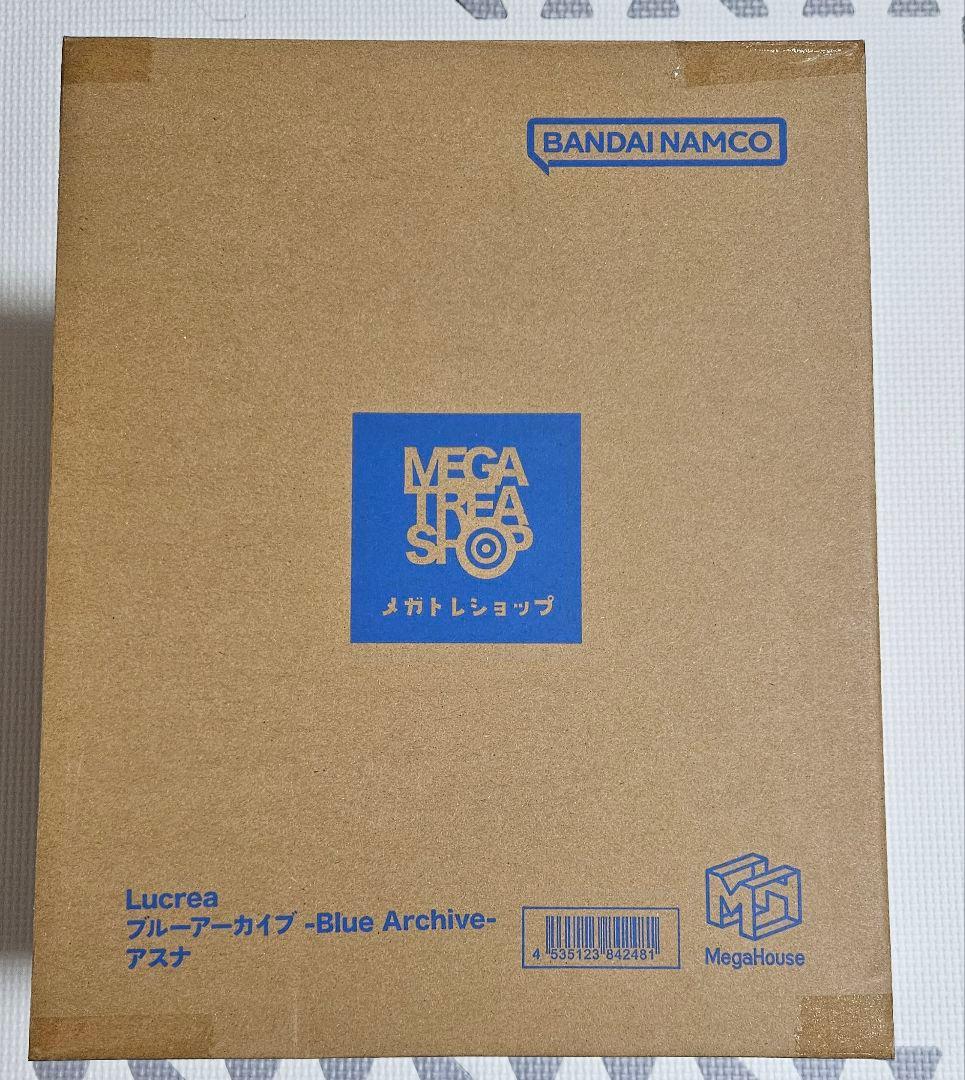 BANDAI NAMCO
MEGA
TREA
SHOP
メガトレショップ
Lucrea
ブルーアーカイブ -Blue Archive-
アスナ
4 535123 842481
MegaHouse